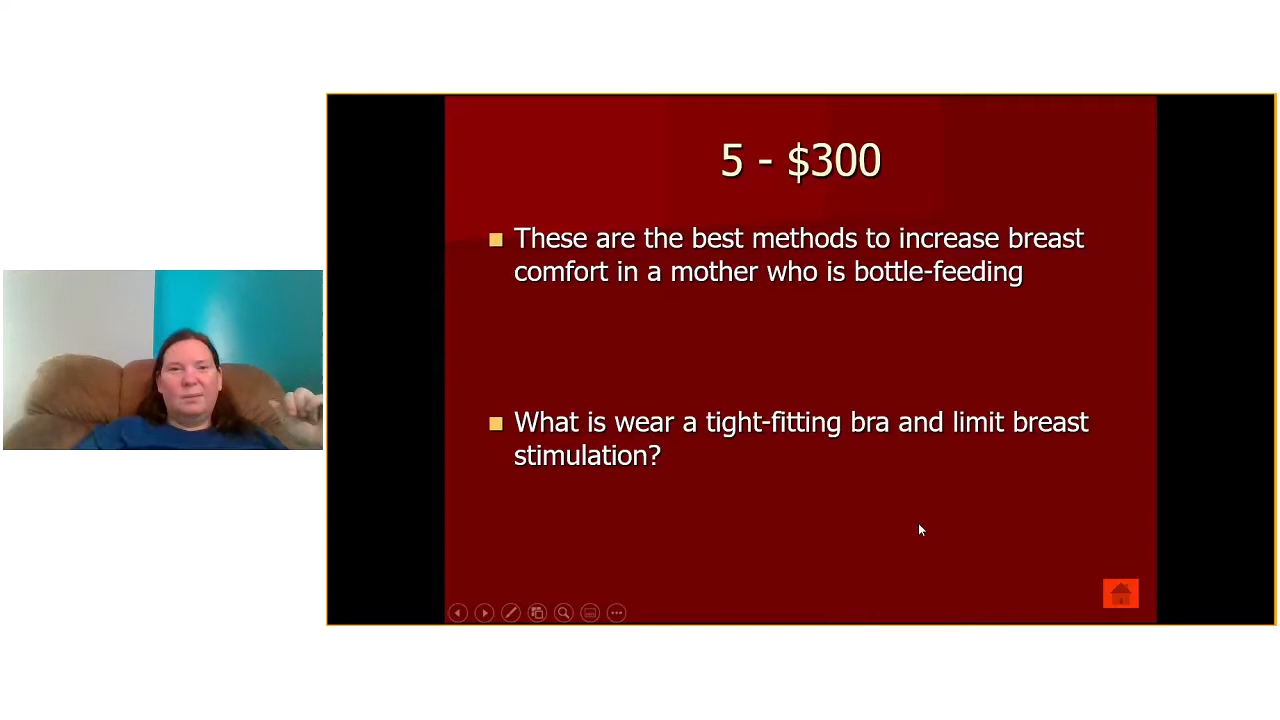 5 - $300
These are the best methods to increase breast
comfort in a mother who is bottle-feeding
What is wear a tight-fitting bra and limit breast
stimulation?